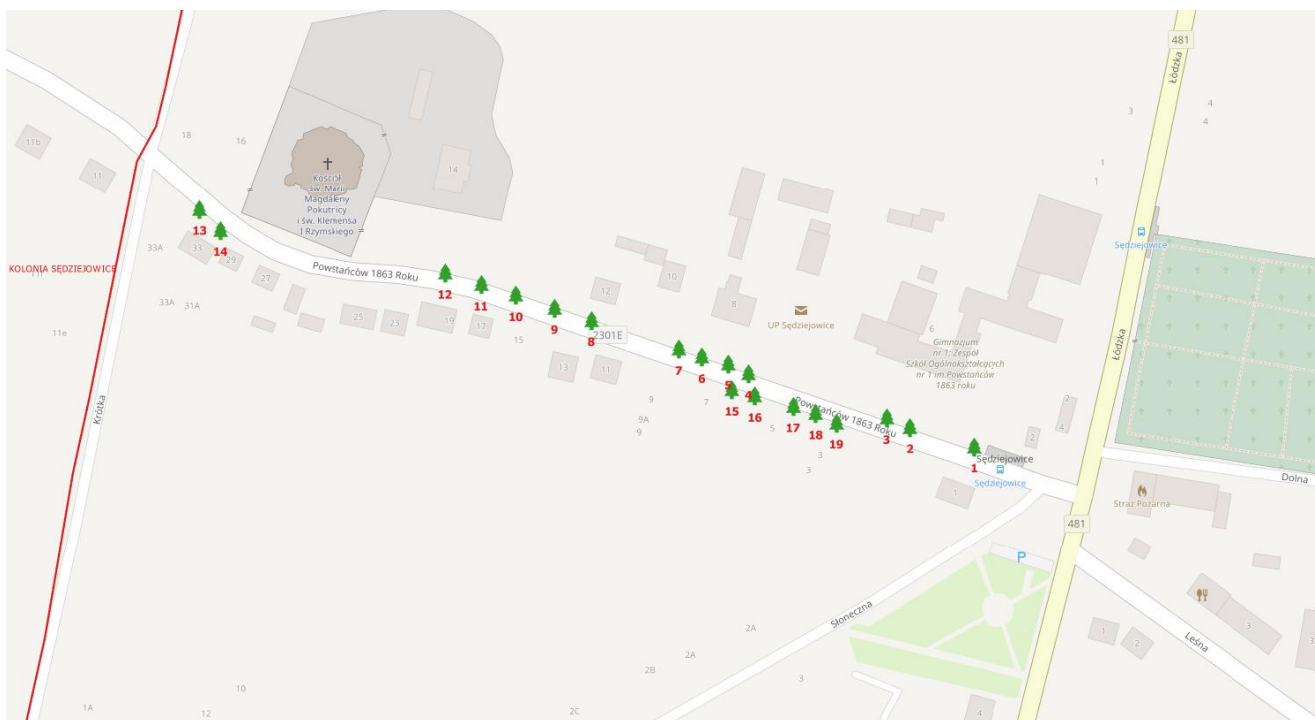 481
Łódzka
4
3
4
18
11b
16
1
14
Kościół
św. Marii
Magdaleny
Pokutnicy
i św. Klemensa
I Rzymskiego
11
1
13
14
Sędziejowice
33A
33
29
KOLONIA SĘDZIEJOWICE
Powstańców 1863 Roku
27
12
10
12
11
10
8
33A
31A
9
UP Sędziejowice
25
23
19
17
8
6
11e
15
2301E
Gimnazjum
nr 1; Zespół
Szkół Ogólnokształcących
nr 1 im. Powstańców
1863 roku
Łódzka
7
6
5
13
11
4
9
7
15
16
Powstańców 1863 Roku
2
Krótka
17
18
19
3
2
9A
9
5
2
4
3
3
1
Sędziejowice
Sędziejowice
Dolna
1
Straż Pożarna
481
P
Słoneczna
2A
2A
2B
3
1
2
Leśna
3
10
1A
12
2C
4